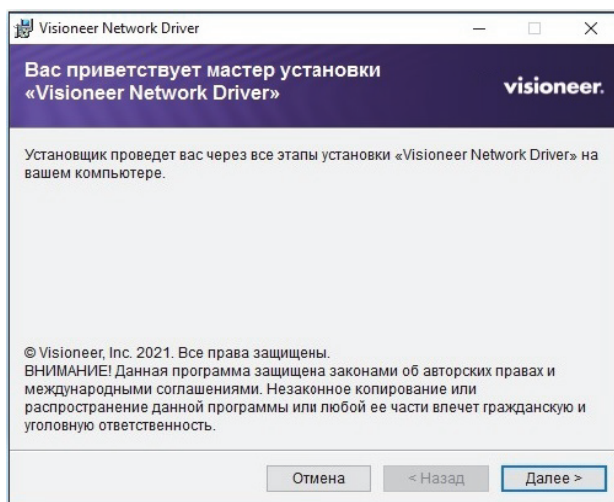 Visioneer Network Driver
Вас приветствует мастер установки
«Visioneer Network Driver»
visioneer.
Установщик проведет вас через все этапы установки «Visioneer Network Driver» на
вашем компьютере.
© Visioneer, Inc. 2021. Все права защищены.
ВНИМАНИЕ! Данная программа защищена законами об авторских правах и
международными соглашениями. Незаконное копирование или
распространение данной программы или любой ее части влечет гражданскую и
уголовную ответственность.
Отмена
< Назад
Далее >